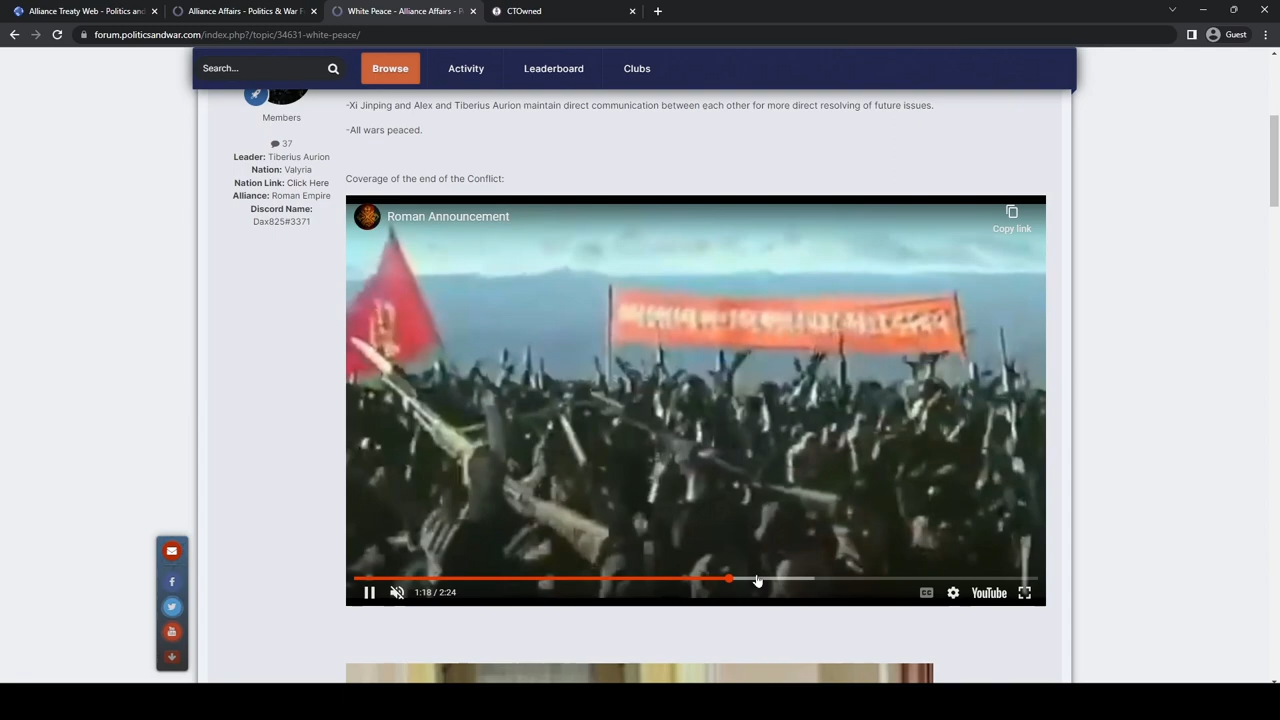 Alliance Treaty Web - Politics and
Alliance Affairs - Politics & War F
White Peace - Alliance Affairs - P
CTOwned
forum.politicsandwar.com/index.php?/topic/34631-white-peace/
Guest
Search...
Browse
Activity
Leaderboard
Clubs
-Xi Jinping and Alex and Tiberius Aurion maintain direct communication between each other for more direct resolving of future issues.
Members
-All wars peaced.
37
Leader: Tiberius Aurion
Nation: Valyria
Nation Link: Click Here
Alliance: Roman Empire
Discord Name:
Dax825#3371
Coverage of the end of the Conflict:
Roman Announcement
Copy link
1:18 / 2:24
CC
YouTube